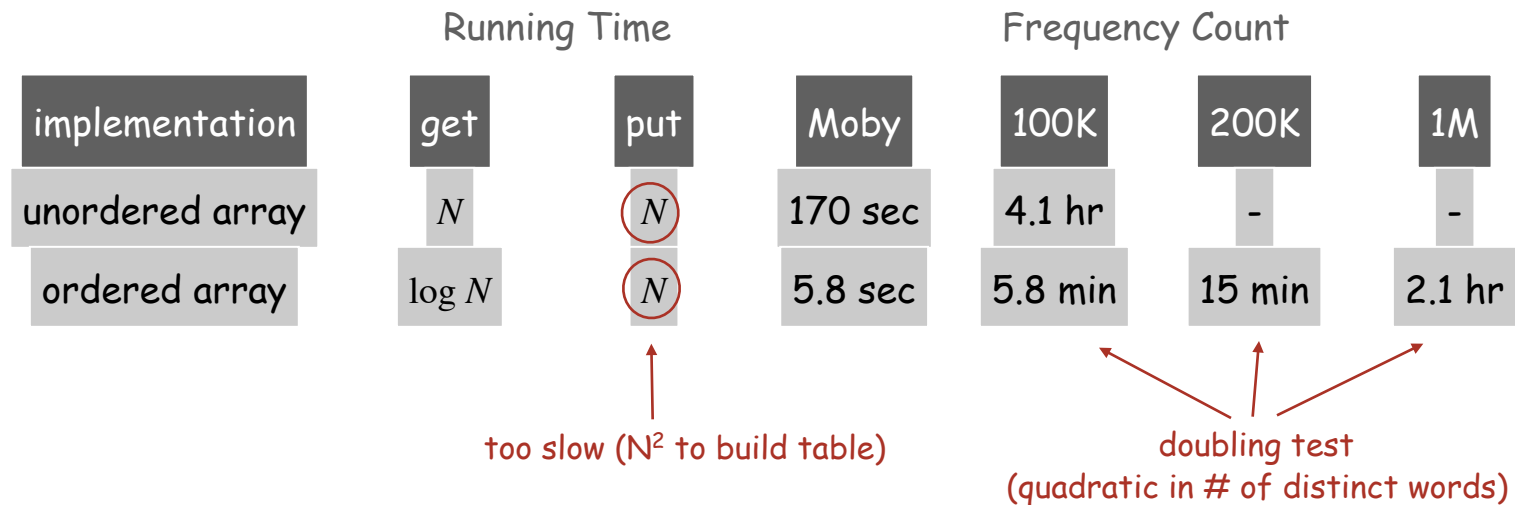 Running Time Frequency Count
implementation get put Moby 100K 200K 1M
unordered array N N 170 sec 4.1 hr - -
ordered array log N N 5.8 sec 5.8 min 15 min 2.1 hr
too slow (N² to build table)
doubling test
(quadratic in # of distinct words)